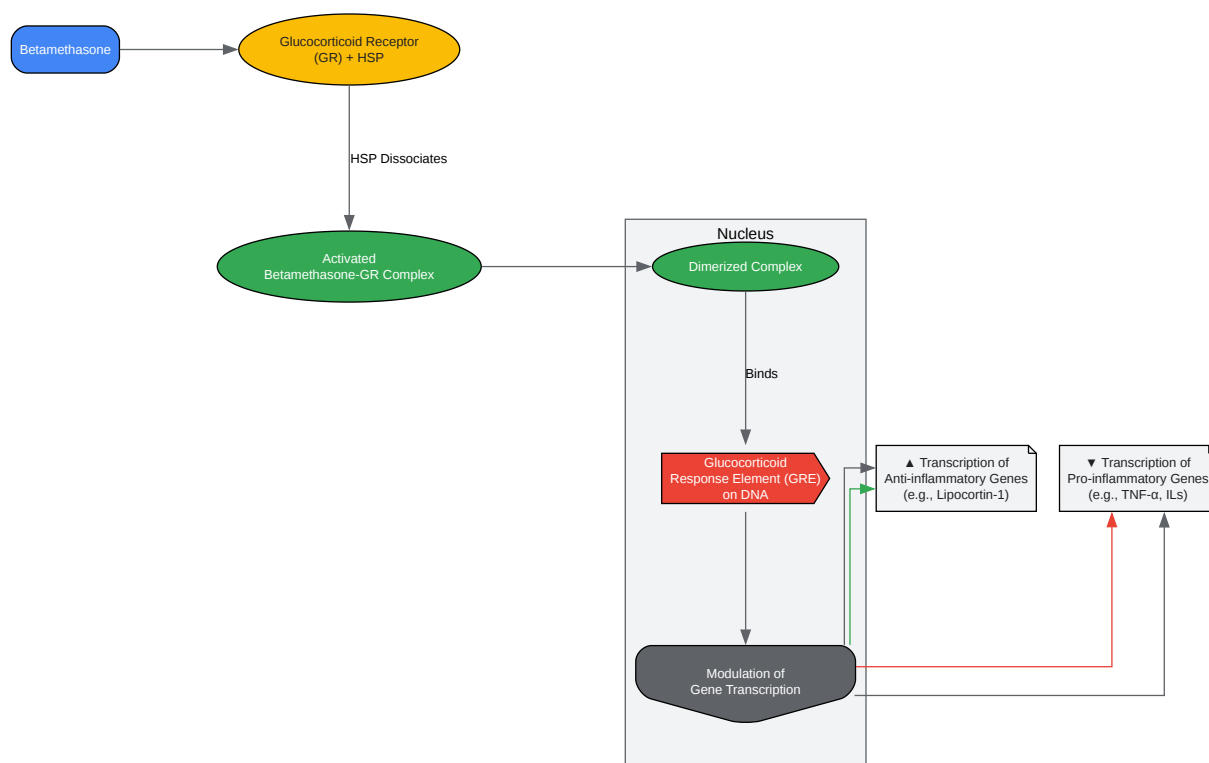 Betamethasone
Glucocorticoid Receptor
(GR) + HSP
HSP Dissociates
Activated
Betamethasone-GR Complex
Nucleus
Dimerized Complex
Binds
Glucocorticoid
Response Element (GRE)
on DNA
▲ Transcription of
Anti-inflammatory Genes
(e.g., Lipocortin-1)
▼ Transcription of
Pro-inflammatory Genes
(e.g., TNF-α, ILs)
Modulation of
Gene Transcription